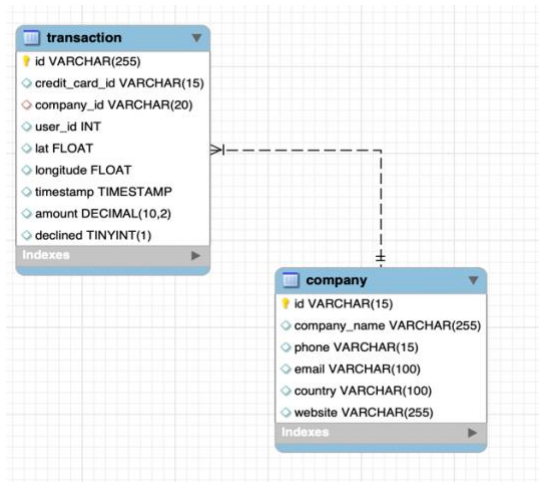 transaction
id VARCHAR(255)
credit_card_id VARCHAR(15)
company_id VARCHAR(20)
user_id INT
lat FLOAT
longitude FLOAT
timestamp TIMESTAMP
amount DECIMAL(10,2)
declined TINYINT(1)
Indexes
company
id VARCHAR(15)
company_name VARCHAR(255)
phone VARCHAR(15)
email VARCHAR(100)
country VARCHAR(100)
website VARCHAR(255)
Indexes